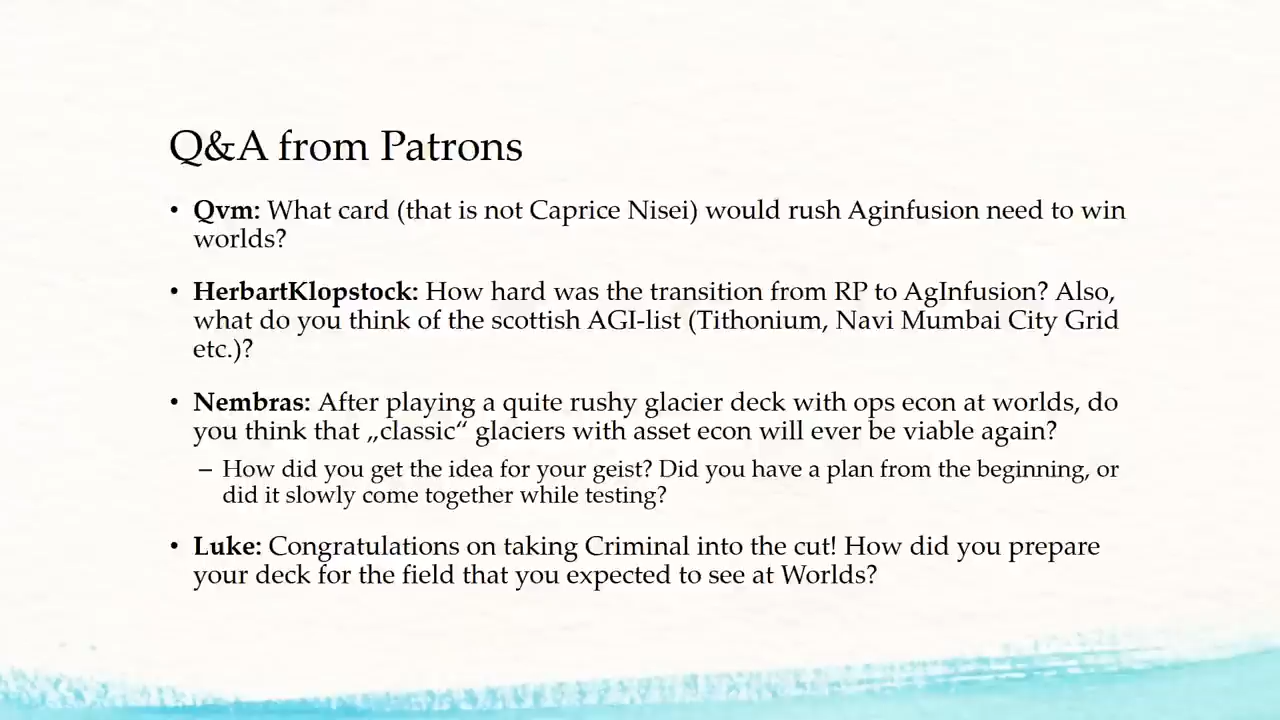 Q&A from Patrons
• Qvm: What card (that is not Caprice Nisei) would rush Aginfusion need to win
worlds?
• HerbartKlopstock: How hard was the transition from RP to AgInfusion? Also,
what do you think of the scottish AGI-list (Tithonium, Navi Mumbai City Grid
etc.)?
• Nembras: After playing a quite rushy glacier deck with ops econ at worlds, do
you think that „classic“ glaciers with asset econ will ever be viable again?
– How did you get the idea for your geist? Did you have a plan from the beginning, or
did it slowly come together while testing?
• Luke: Congratulations on taking Criminal into the cut! How did you prepare
your deck for the field that you expected to see at Worlds?